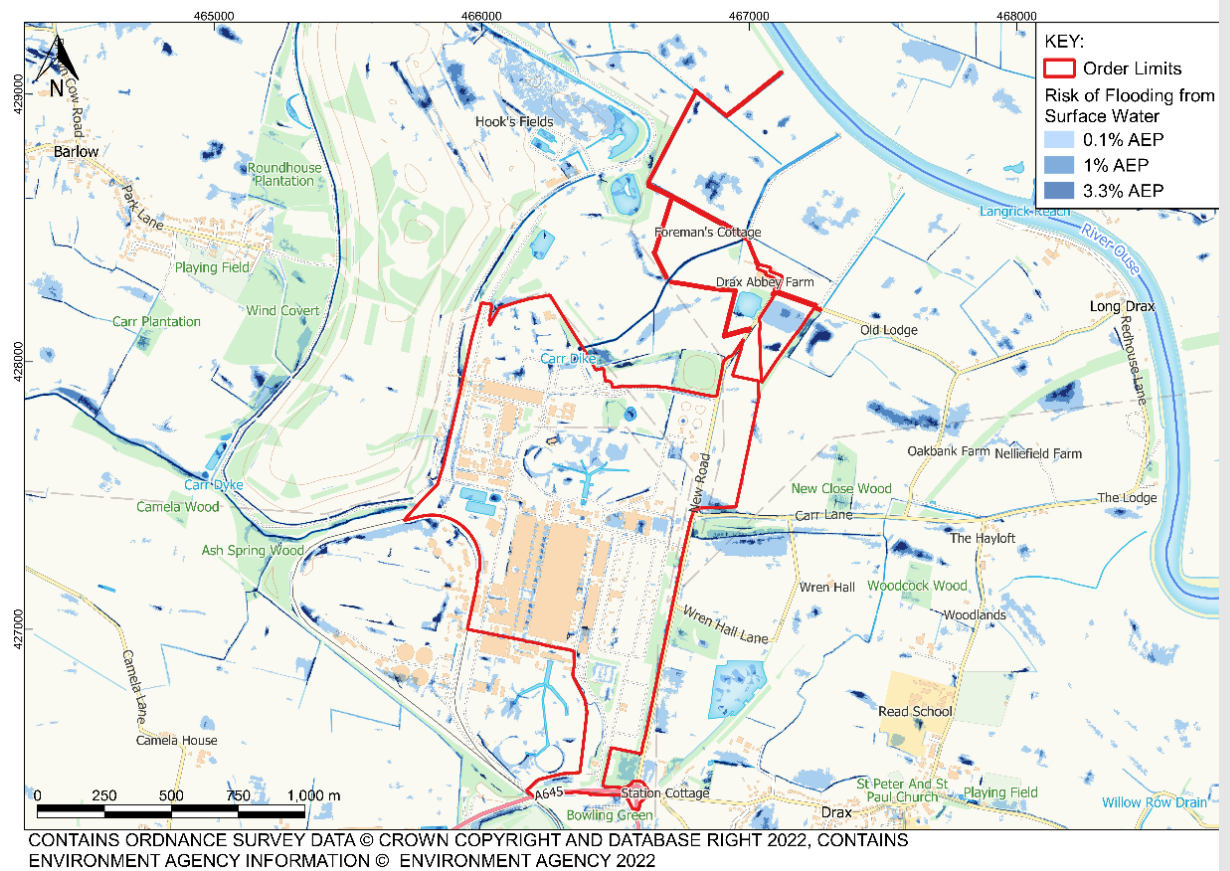 465000
466000
467000
468000
429000
428000
427000
N
KEY:
Order Limits
Risk of Flooding from
Surface Water
0.1% AEP
1% AEP
3.3% AEP
Cow Road
Barlow
Park Lane
Roundhouse
Plantation
Playing Field
Wind Covert
Carr Plantation
Hook's Fields
Foreman's Cottage
Drax Abbey Farm
Langrick Reach
River Ouse
Long Drax
Redhouse Lane
Old Lodge
Carr Dike
Carr Dyke
Camela Wood
Ash Spring Wood
New Road
Oakbank Farm
Nelliefield Farm
New Close Wood
Carr Lane
The Lodge
The Hayloft
Wren Hall
Woodcock Wood
Woodlands
Wren Hall Lane
Camela Lane
Camela House
Read School
St Peter And St
Paul Church
Playing Field
Drax
Willow Row Drain
A645
Station Cottage
Bowling Green
0 250 500 750 1,000 m
CONTAINS ORDNANCE SURVEY DATA © CROWN COPYRIGHT AND DATABASE RIGHT 2022, CONTAINS
ENVIRONMENT AGENCY INFORMATION © ENVIRONMENT AGENCY 2022